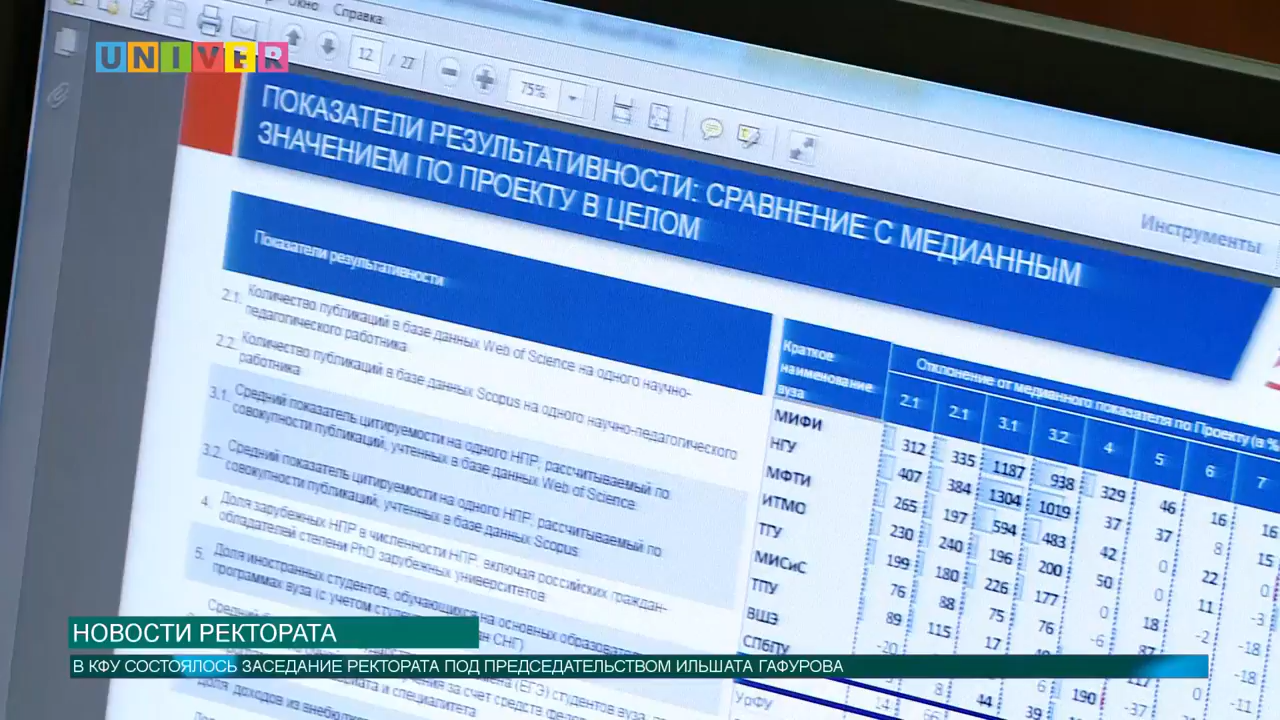 Окно Справка
UNIVER
12 / 27
75%
Инструменты
ПОКАЗАТЕЛИ РЕЗУЛЬТАТИВНОСТИ: СРАВНЕНИЕ С МЕДИАННЫМ
ЗНАЧЕНИЕМ ПО ПРОЕКТУ В ЦЕЛОМ
Показатели результативности
2.1. Количество публикаций в базе данных Web of Science на одного научно-
педагогического работника
2.2. Количество публикаций в базе данных Scopus на одного научно-педагогического
работника
3.1. Средний показатель цитируемости на одного НПР, рассчитываемый по
совокупности публикаций, учтенных в базе данных Web of Science
3.2. Средний показатель цитируемости на одного НПР, рассчитываемый по
совокупности публикаций, учтенных в базе данных Scopus
4. Доля зарубежных НПР в численности НПР, включая российских граждан-
обладателей степени PhD зарубежных университетов
5. Доля иностранных студентов, обучающихся на основных
программах вуза (с учетом
Краткое
наименование
вуза
Отклонение от медианного показателя по Проекту (в %
2.1 2.1 3.1 3.2 4 5 6 7
МИФИ 312 335 1187 938 329 46 16 16
НГУ 407 384 1304 1019 37 37 8 15
МФТИ 265 197 594 483 42 0 22 0
ИТМО 230 240 196 200 50 0 11 -3
ТГУ 199 180 226 177 0 18 -2 -18
МИСиС 76 88 75 76 -6 87
ТПУ 89 115 17
ВШЭ -20
СПбПУ
УрФУ 14 66
НОВОСТИ РЕКТОРАТА
В КФУ СОСТОЯЛОСЬ ЗАСЕДАНИЕ РЕКТОРАТА ПОД ПРЕДСЕДАТЕЛЬСТВОМ ИЛЬШАТА ГАФУРОВА